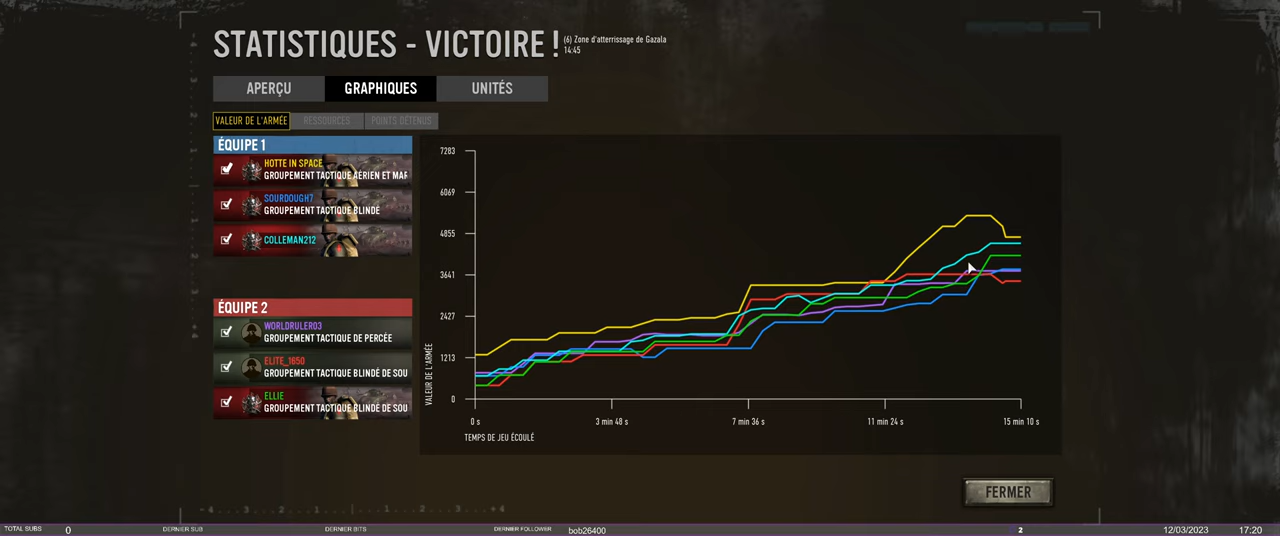 STATISTIQUES - VICTOIRE !
(6) Zone d'atterrissage de Gazala
14:45
APERÇU GRAPHIQUES UNITÉS
VALEUR DE L'ARMÉE RESSOURCES POINTS DÉTENUS
ÉQUIPE 1
HOTTE IN SPACE
GROUPEMENT TACTIQUE AÉRIEN ET MAR
SOURDOUGH7
GROUPEMENT TACTIQUE BLINDÉ
COLLEMAN212
ÉQUIPE 2
WORLDRULER03
GROUPEMENT TACTIQUE DE PERCÉE
ELITE_1650
GROUPEMENT TACTIQUE BLINDÉ DE SOU
ELLIE
GROUPEMENT TACTIQUE BLINDÉ DE SOU
7283
6069
4855
3641
2427
1213
0
VALEUR DE L'ARMÉE
0 s 3 min 48 s 7 min 36 s 11 min 24 s 15 min 10 s
TEMPS DE JEU ÉCOULÉ
FERMER
TOTAL SUBS 0 DERNIER SUB DERNIER BITS DERNIER FOLLOWER bob26400 2 12/03/2023 17:20